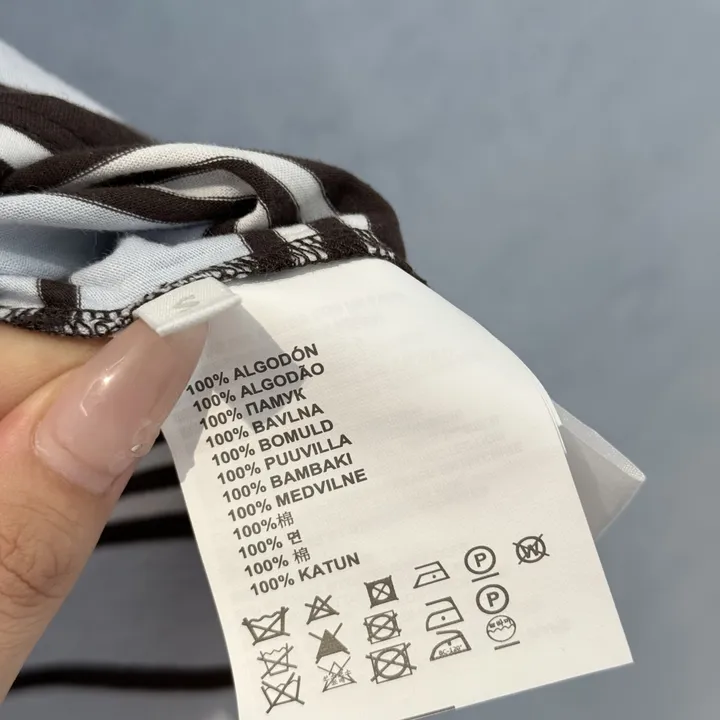 S
100% ALGODÓN
100% ALGODÃO
100% ПАМУК
100% BAVLNA
100% BOMULD
100% PUUVILLA
100% BAMBAKI
100% MEDVILNE
100%棉
100% 면
100% 棉
100% KATUN
P
W
P